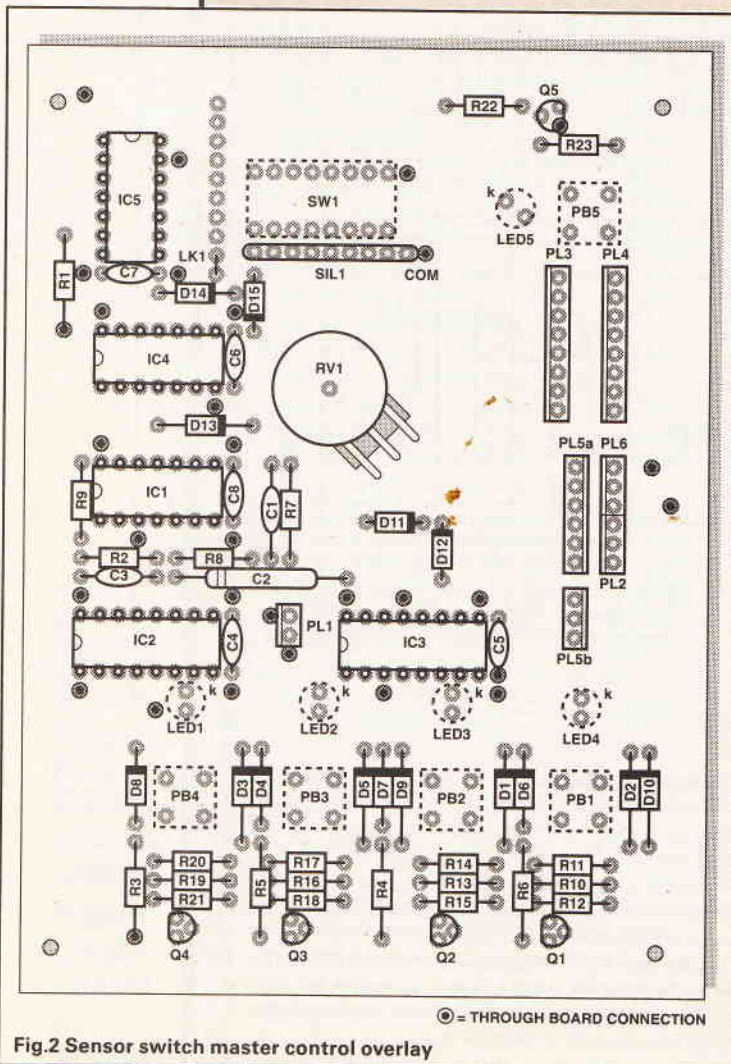 Q5
R22
R23
IC5
SW1
k
LED5
PB5
LK1
R1
C7
SIL1
COM
PL3
PL4
D14
D15
IC4
C6
RV1
D13
PL5a
PL6
R9
IC1
C8
C1
R7
D11
D12
R2
R8
C3
C2
PL2
IC2
C4
PL1
IC3
C5
PL5b
k
k
k
k
LED1
LED2
LED3
LED4
D8
PB4
D3
D4
PB3
D5
D7
D9
PB2
D1
D6
PB1
D2
D10
R3
R20
R19
R21
R5
R17
R16
R18
R4
R14
R13
R15
R6
R11
R10
R12
Q4
Q3
Q2
Q1
= THROUGH BOARD CONNECTION
Fig.2 Sensor switch master control overlay